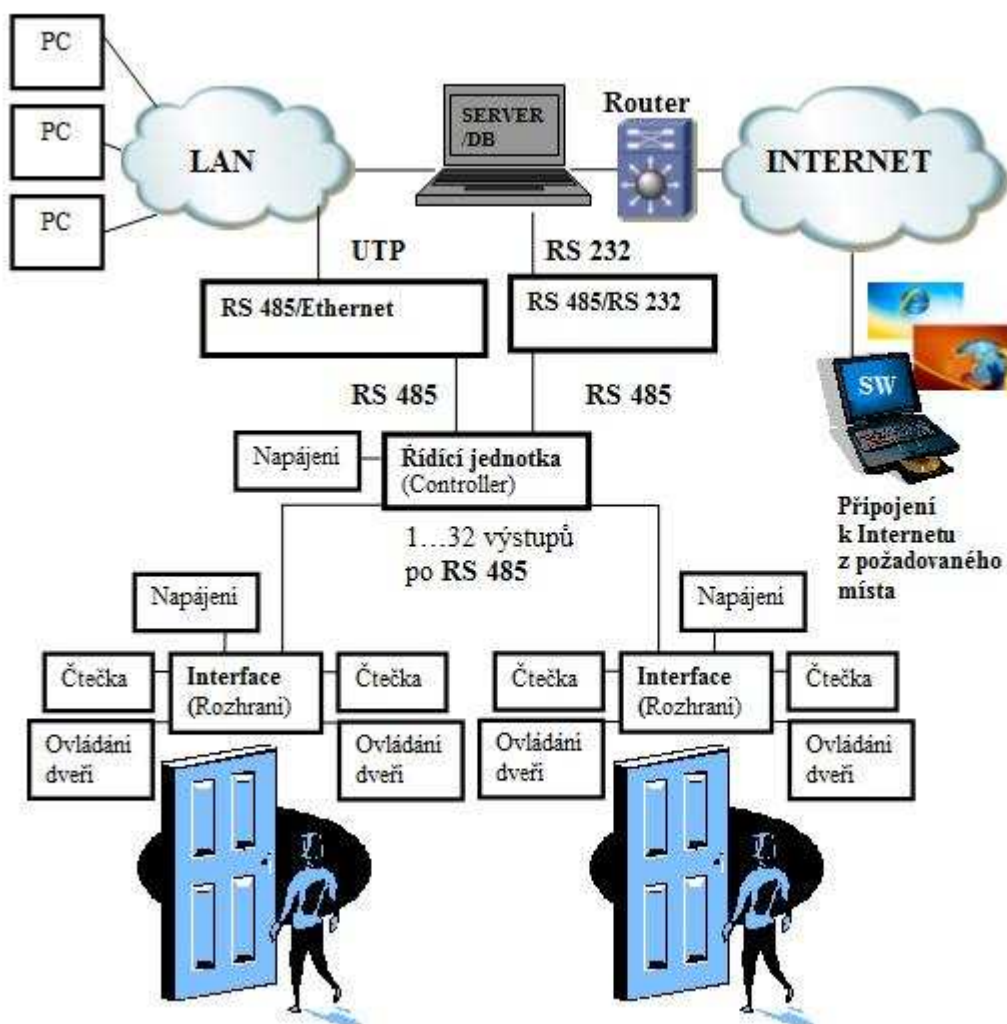 PC
PC
PC
LAN
SERVER
/DB
Router
INTERNET
UTP
RS 232
RS 485/Ethernet
RS 485/RS 232
RS 485
RS 485
SW
Napájení
Řídící jednotka
(Controller)
Připojení
k Internetu
z požadovaného
místa
1…32 výstupů
po RS 485
Napájení
Napájení
Čtečka
Interface
(Rozhraní)
Čtečka
Čtečka
Interface
(Rozhraní)
Čtečka
Ovládání
dveří
Ovládání
dveří
Ovládání
dveří
Ovládání
dveří